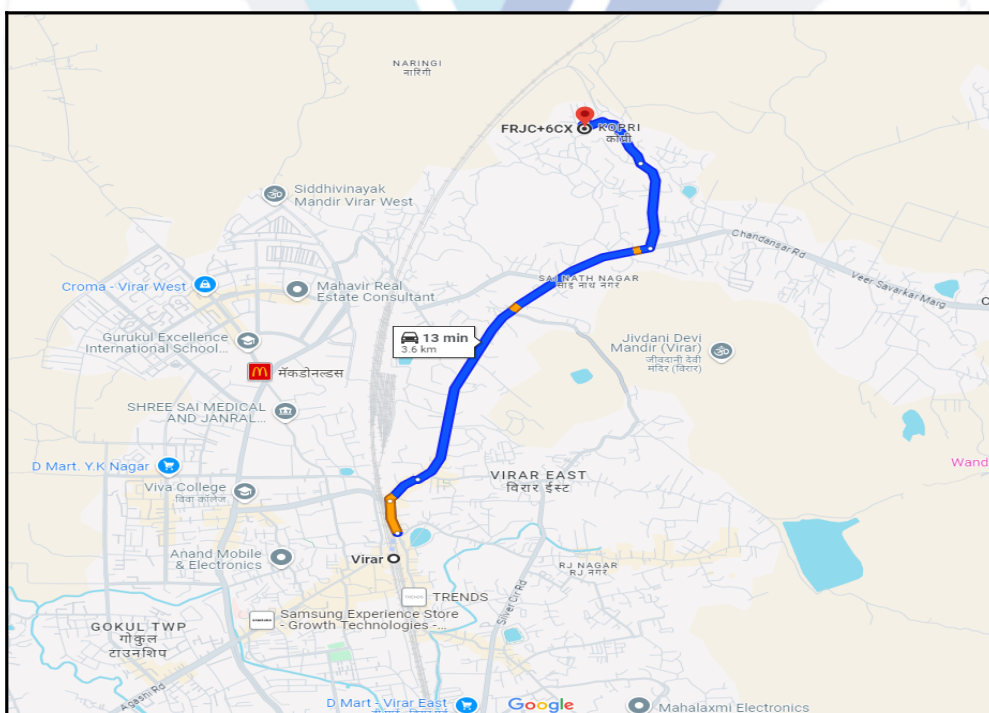 NARINGI
नारिंगी
FRJC+6CX
KOPRI
कोप्री
Siddhivinayak
Mandir Virar West
Chandansar Rd
Veer Savarkar Marg
Croma - Virar West
Mahavir Real
Estate Consultant
SAI NATH NAGAR
साई नाथ नगर
Gurukul Excellence
International School...
13 min
3.6 km
Jivdani Devi
Mandir (Virar)
जीवदानी देवी
मंदिर (विरार)
मॅकडोनल्डस
SHREE SAI MEDICAL
AND JANRAL...
D Mart. Y.K Nagar
VIRAR EAST
विरार ईस्ट
Wand
Viva College
विवा कॉलेज
Anand Mobile
& Electronics
Virar
RJ NAGAR
RJ नगर
TRENDS
Silver Cir Rd
Samsung Experience Store
- Growth Technologies -...
GOKUL TWP
गोकुल
टाउनशिप
Agashi Rd
D Mart - Virar East
Google
Mahalaxmi Electronics